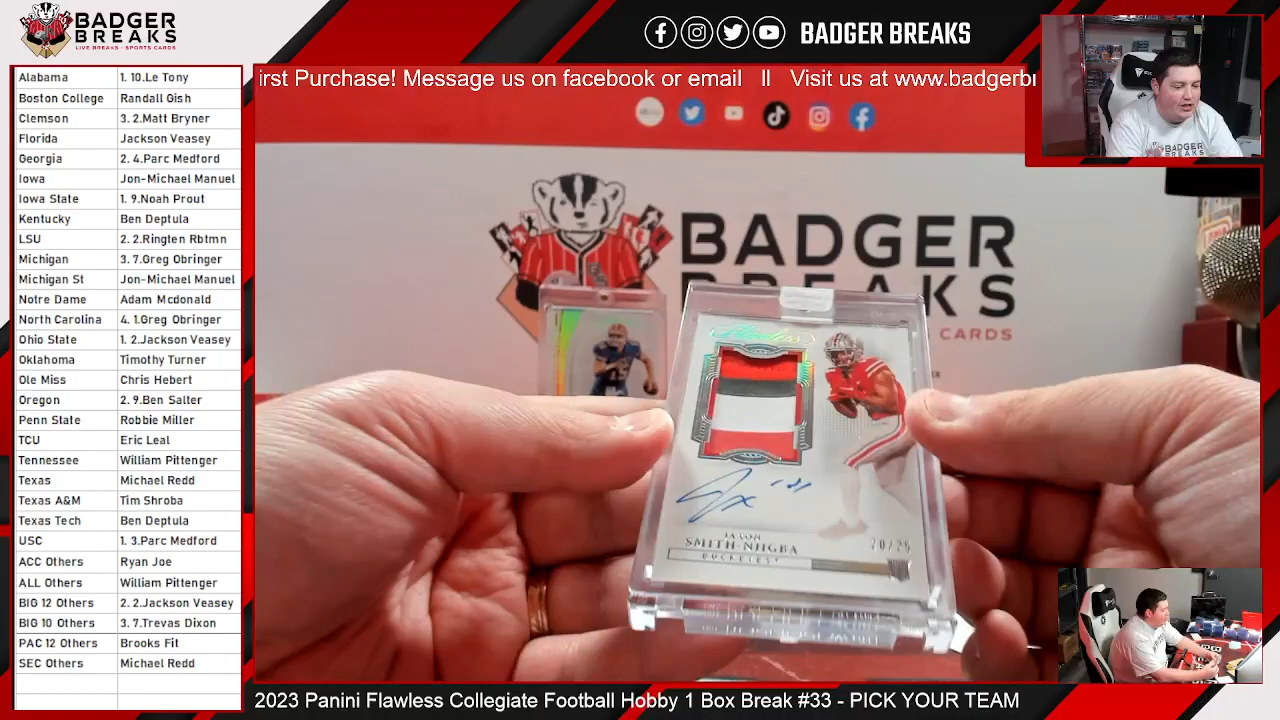 BADGER
BREAKS
LIVE BREAKS - SPORTS CARDS
BADGER BREAKS
irst Purchase! Message us on facebook or email ll Visit us at www.badgerbr
Alabama 1. 10.Le Tony
Boston College Randall Gish
Clemson 3. 2.Matt Bryner
Florida Jackson Veasey
Georgia 2. 4.Parc Medford
Iowa Jon-Michael Manuel
Iowa State 1. 9.Noah Prout
Kentucky Ben Deptula
LSU 2. 2.Ringten Rbtmn
Michigan 3. 7.Greg Obringer
Michigan St Jon-Michael Manuel
Notre Dame Adam Mcdonald
North Carolina 4. 1.Greg Obringer
Ohio State 1. 2.Jackson Veasey
Oklahoma Timothy Turner
Ole Miss Chris Hebert
Oregon 2. 9.Ben Salter
Penn State Robbie Miller
TCU Eric Leal
Tennessee William Pittenger
Texas Michael Redd
Texas A&M Tim Shroba
Texas Tech Ben Deptula
USC 1. 3.Parc Medford
ACC Others Ryan Joe
ALL Others William Pittenger
BIG 12 Others 2. 2.Jackson Veasey
BIG 10 Others 3. 7.Trevas Dixon
PAC 12 Others Brooks Fit
SEC Others Michael Redd
BADGER
BREAKS
CARDS
Flawless
JAXON
SMITH-NJIGBA
BUCKEYES
20/25
BADGER
BREAKS
2023 Panini Flawless Collegiate Football Hobby 1 Box Break #33 - PICK YOUR TEAM